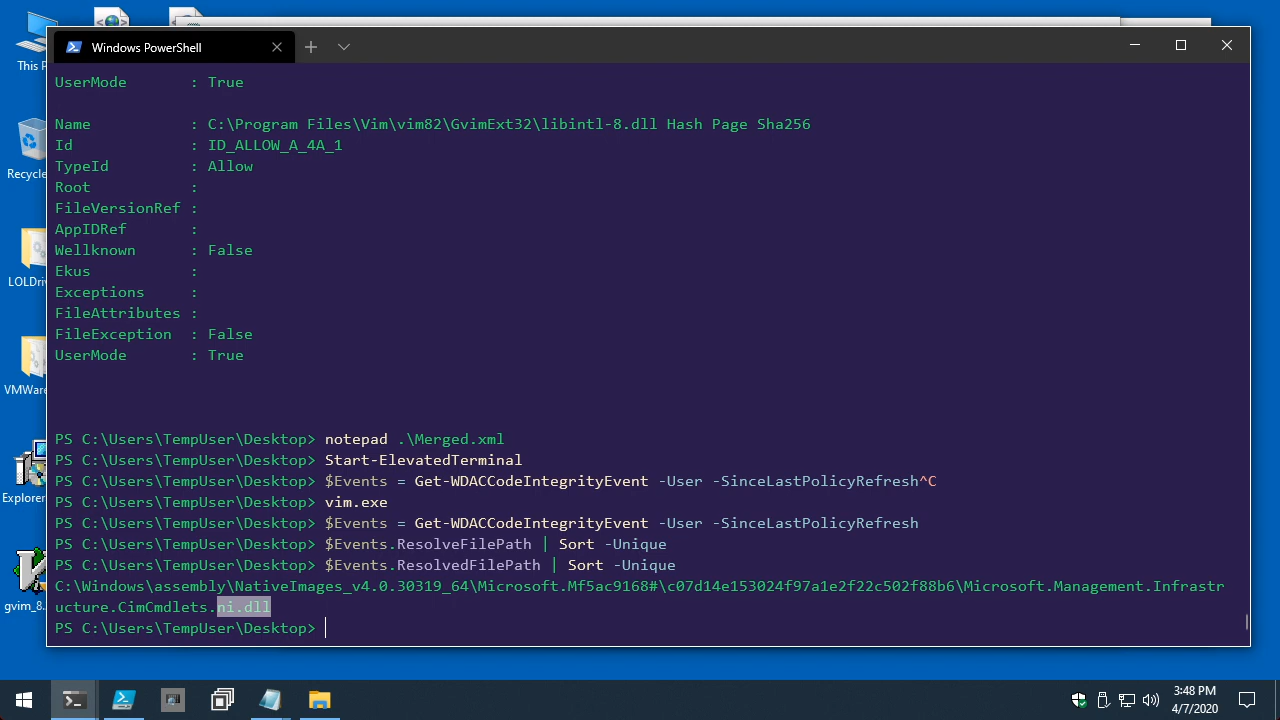 Windows PowerShell
This P
Recycle
LOLDriv
VMWare
Explorer
gvim_8.
UserMode : True
Name : C:\Program Files\Vim\vim82\GvimExt32\libintl-8.dll Hash Page Sha256
Id : ID_ALLOW_A_4A_1
TypeId : Allow
Root :
FileVersionRef :
AppIDRef :
Wellknown : False
Ekus :
Exceptions :
FileAttributes :
FileException : False
UserMode : True
PS C:\Users\TempUser\Desktop> notepad .\Merged.xml
PS C:\Users\TempUser\Desktop> Start-ElevatedTerminal
PS C:\Users\TempUser\Desktop> $Events = Get-WDACCodeIntegrityEvent -User -SinceLastPolicyRefresh^C
PS C:\Users\TempUser\Desktop> vim.exe
PS C:\Users\TempUser\Desktop> $Events = Get-WDACCodeIntegrityEvent -User -SinceLastPolicyRefresh
PS C:\Users\TempUser\Desktop> $Events.ResolveFilePath | Sort -Unique
PS C:\Users\TempUser\Desktop> $Events.ResolvedFilePath | Sort -Unique
C:\Windows\assembly\NativeImages_v4.0.30319_64\Microsoft.Mf5ac9168#\c07d14e153024f97a1e2f22c502f88b6\Microsoft.Management.Infrastr
ucture.CimCmdlets.ni.dll
PS C:\Users\TempUser\Desktop>
3:48 PM
4/7/2020